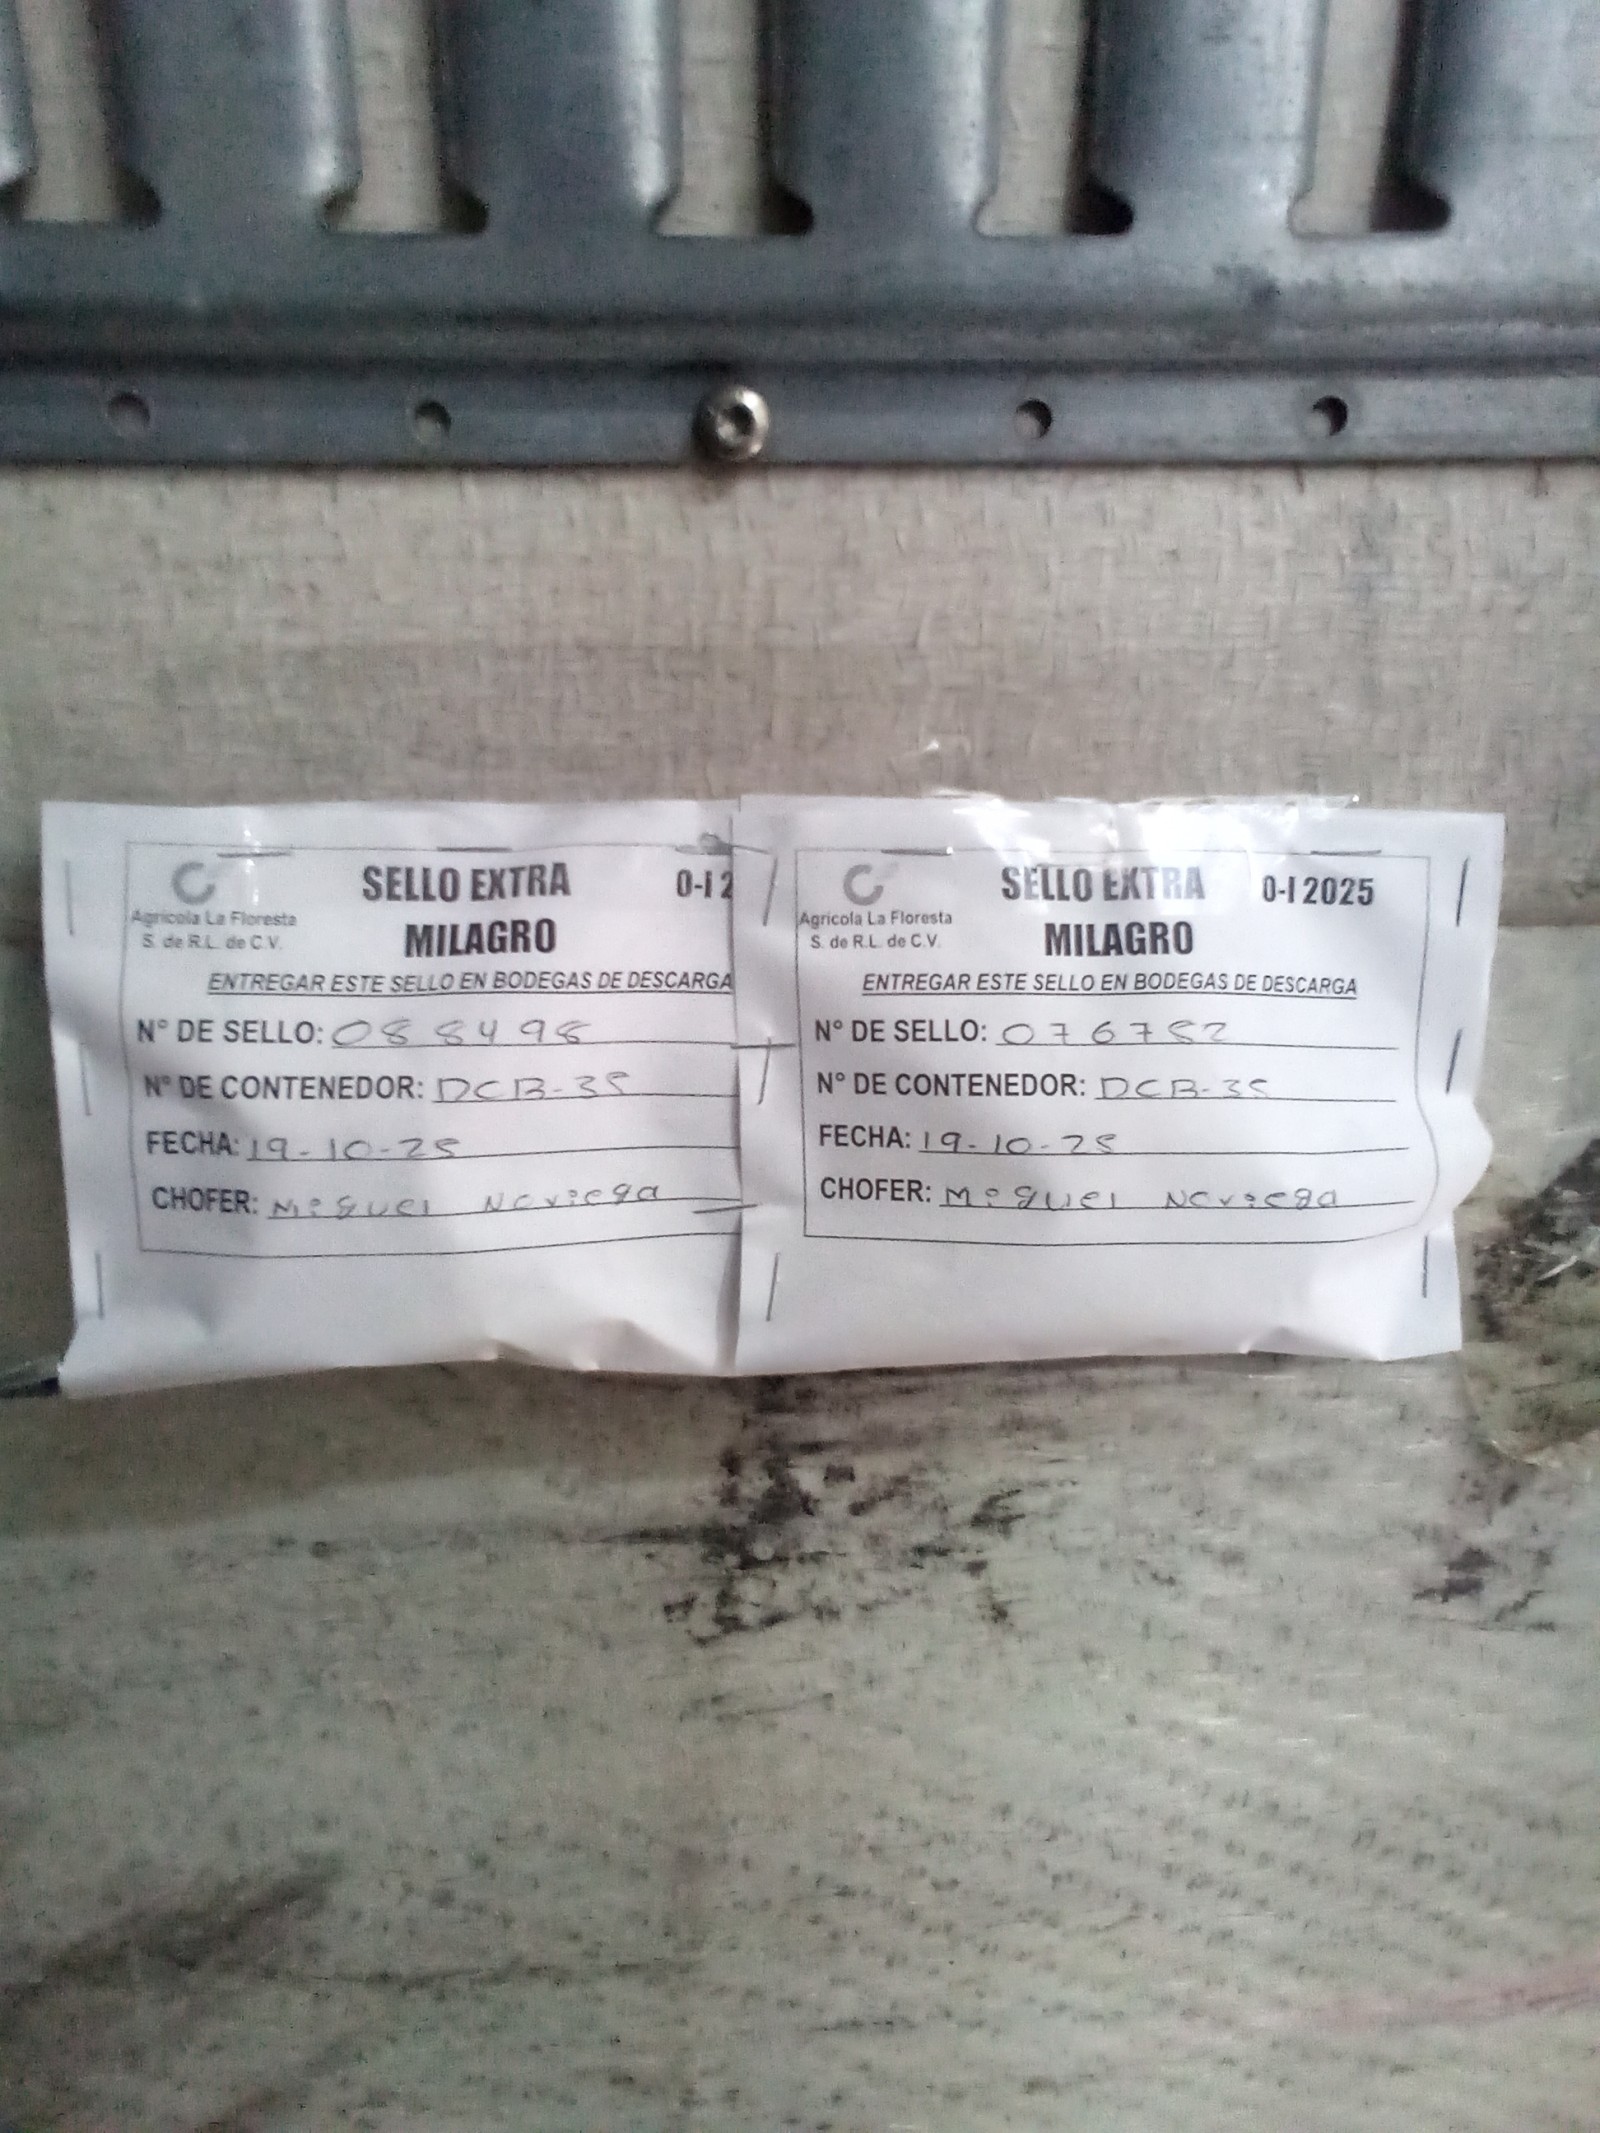 Agrícola La Floresta
S. de R.L. de C.V.
SELLO EXTRA 0-I 2
MILAGRO
ENTREGAR ESTE SELLO EN BODEGAS DE DESCARGA
N° DE SELLO: 088498
N° DE CONTENEDOR: DCB-35
FECHA: 19-10-25
CHOFER: Miguel Noriega
Agrícola La Floresta
S. de R.L. de C.V.
SELLO EXTRA 0-I 2025
MILAGRO
ENTREGAR ESTE SELLO EN BODEGAS DE DESCARGA
N° DE SELLO: 076752
N° DE CONTENEDOR: DCB-35
FECHA: 19-10-25
CHOFER: Miguel Noriega